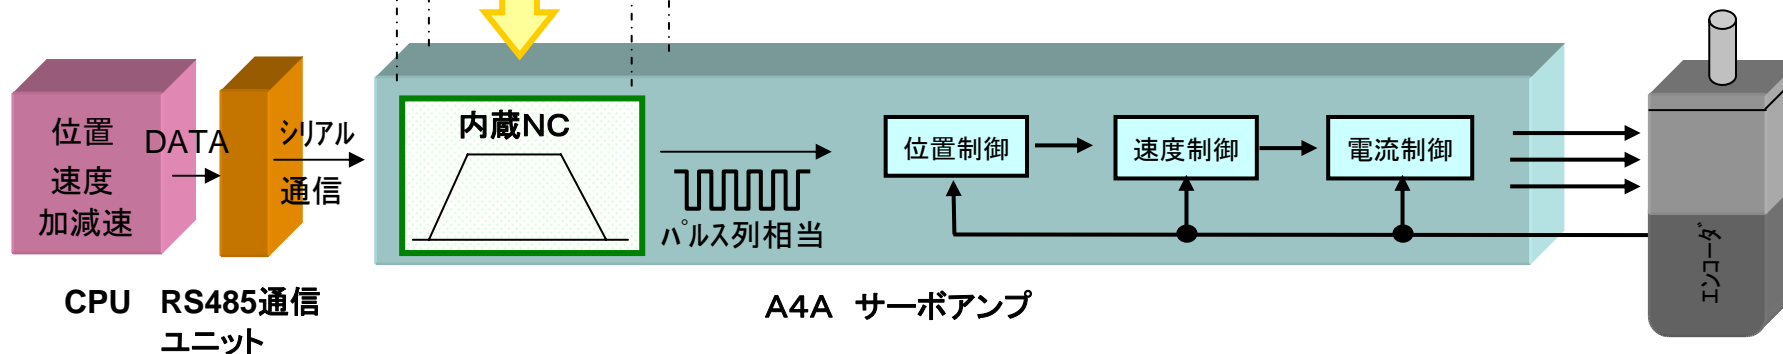 位置
速度
加減速
DATA
シリアル
通信
内蔵NC
パルス列相当
位置制御
速度制御
電流制御
エンコーダ
CPU
RS485通信
ユニット
A4A サーボアンプ